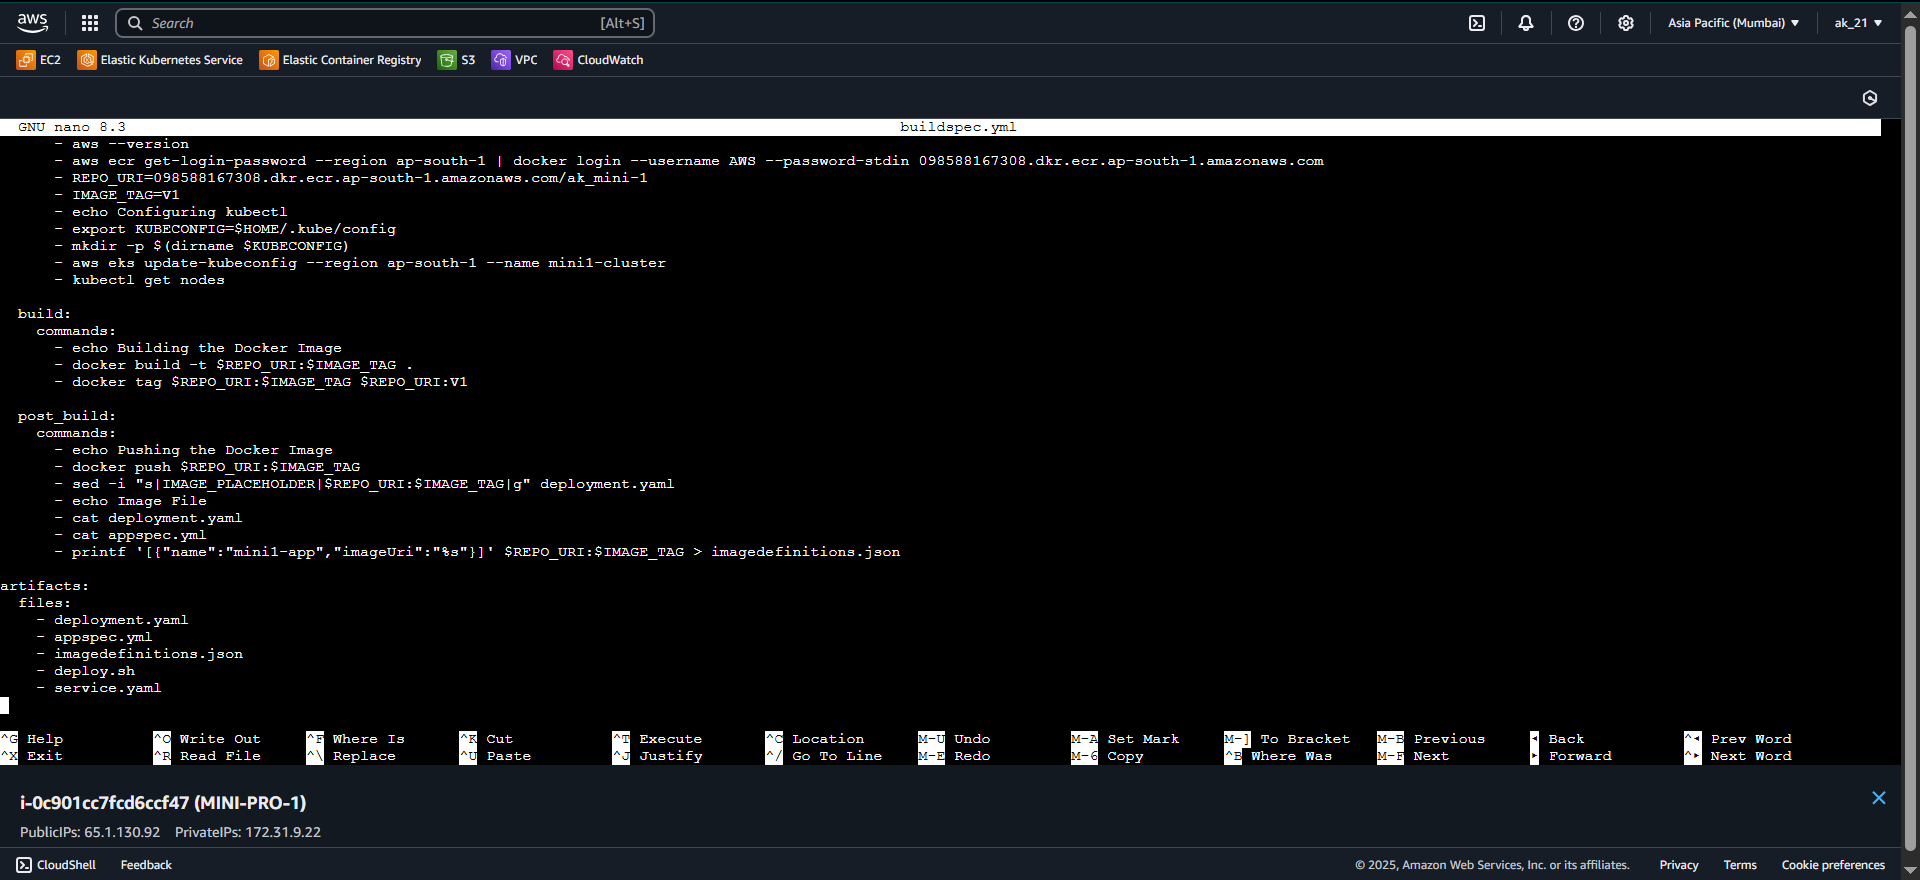 aws
Search [Alt+S]
Asia Pacific (Mumbai) ▼
ak_21 ▼
EC2
Elastic Kubernetes Service
Elastic Container Registry
S3
VPC
CloudWatch
GNU nano 8.3 buildspec.yml
- aws --version
- aws ecr get-login-password --region ap-south-1 | docker login --username AWS --password-stdin 098588167308.dkr.ecr.ap-south-1.amazonaws.com
- REPO_URI=098588167308.dkr.ecr.ap-south-1.amazonaws.com/ak_mini-1
- IMAGE_TAG=V1
- echo Configuring kubectl
- export KUBECONFIG=$HOME/.kube/config
- mkdir -p $(dirname $KUBECONFIG)
- aws eks update-kubeconfig --region ap-south-1 --name mini1-cluster
- kubectl get nodes
build:
commands:
- echo Building the Docker Image
- docker build -t $REPO_URI:$IMAGE_TAG .
- docker tag $REPO_URI:$IMAGE_TAG $REPO_URI:V1
post_build:
commands:
- echo Pushing the Docker Image
- docker push $REPO_URI:$IMAGE_TAG
- sed -i "s|IMAGE_PLACEHOLDER|$REPO_URI:$IMAGE_TAG|g" deployment.yaml
- echo Image File
- cat deployment.yaml
- cat appspec.yml
- printf '[{"name":"mini1-app","imageUri":"%s"}]' $REPO_URI:$IMAGE_TAG > imagedefinitions.json
artifacts:
files:
- deployment.yaml
- appspec.yml
- imagedefinitions.json
- deploy.sh
- service.yaml
^G Help ^O Write Out ^F Where Is ^K Cut ^T Execute ^C Location M-U Undo M-A Set Mark M-] To Bracket M-B Previous ◂ Back ^◂ Prev Word
^X Exit ^R Read File ^\ Replace ^U Paste ^J Justify ^/ Go To Line M-E Redo M-6 Copy ^B Where Was M-F Next ▸ Forward ^▸ Next Word
i-0c901cc7fcd6ccf47 (MINI-PRO-1)
PublicIPs: 65.1.130.92 PrivateIPs: 172.31.9.22
CloudShell Feedback © 2025, Amazon Web Services, Inc. or its affiliates. Privacy Terms Cookie preferences